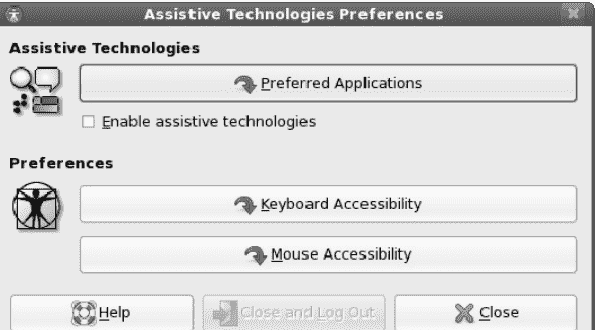 Assistive Technologies Preferences
Assistive Technologies
Preferred Applications
Enable assistive technologies
Preferences
Keyboard Accessibility
Mouse Accessibility
Help Close and Log Out Close